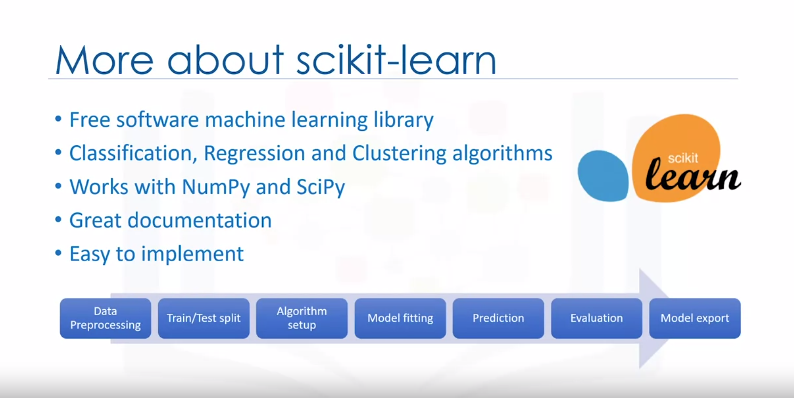 More about scikit-learn
• Free software machine learning library
• Classification, Regression and Clustering algorithms
• Works with NumPy and SciPy
• Great documentation
• Easy to implement
scikit
learn
Data
Preprocessing
Train/Test split
Algorithm
setup
Model fitting
Prediction
Evaluation
Model export